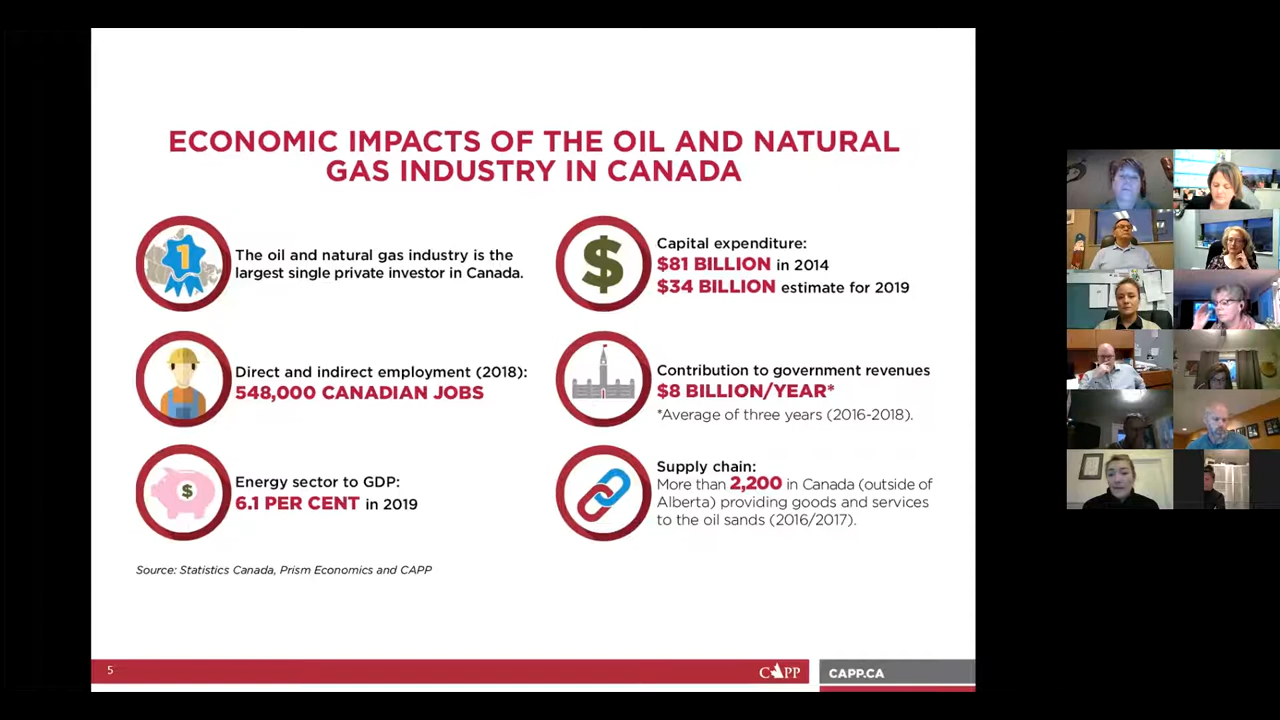 ECONOMIC IMPACTS OF THE OIL AND NATURAL
GAS INDUSTRY IN CANADA
1
The oil and natural gas industry is the
largest single private investor in Canada.
Direct and indirect employment (2018):
548,000 CANADIAN JOBS
$
Energy sector to GDP:
6.1 PER CENT in 2019
$
Capital expenditure:
$81 BILLION in 2014
$34 BILLION estimate for 2019
Contribution to government revenues
$8 BILLION/YEAR*
*Average of three years (2016-2018).
Supply chain:
More than 2,200 in Canada (outside of
Alberta) providing goods and services
to the oil sands (2016/2017).
Source: Statistics Canada, Prism Economics and CAPP
5
CAPP
CAPP.CA